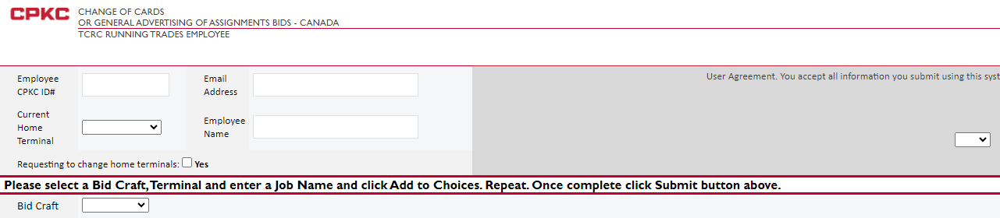 CPKC
CHANGE OF CARDS
OR GENERAL ADVERTISING OF ASSIGNMENTS BIDS - CANADA
TCRC RUNNING TRADES EMPLOYEE
Employee
CPKC ID#
Email
Address
User Agreement. You accept all information you submit using this syst
Current
Home
Terminal
Employee
Name
Requesting to change home terminals: Yes
Please select a Bid Craft, Terminal and enter a Job Name and click Add to Choices. Repeat. Once complete click Submit button above.
Bid Craft